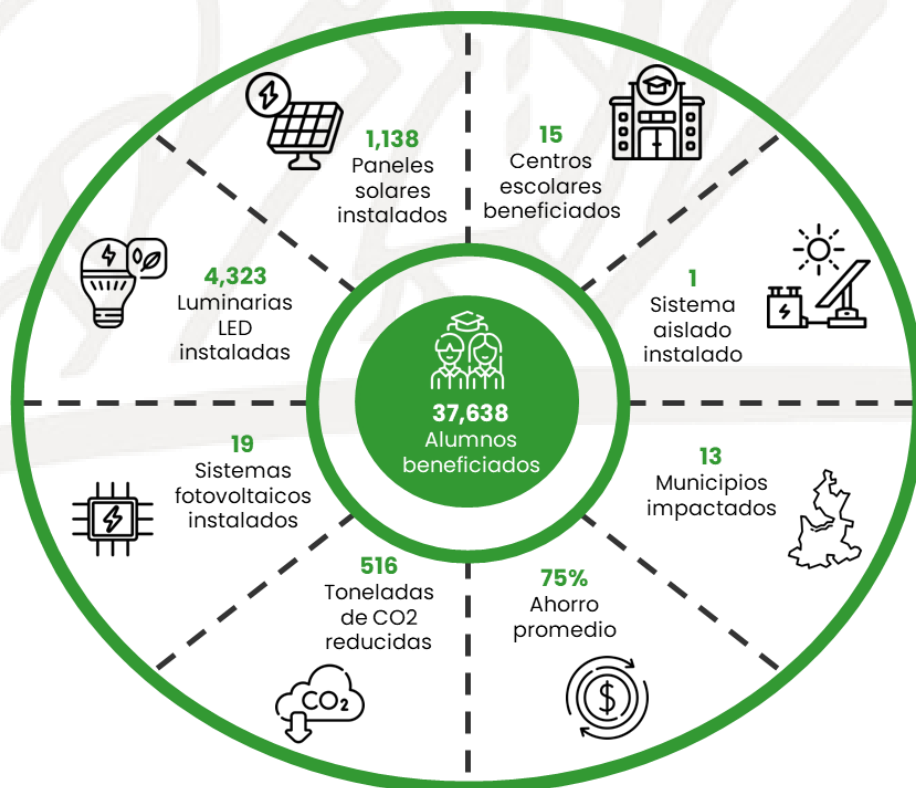 1,138
Paneles
solares
instalados
15
Centros
escolares
beneficiados
4,323
Luminarias
LED
instaladas
1
Sistema
aislado
instalado
37,638
Alumnos
beneficiados
19
Sistemas
fotovoltaicos
instalados
13
Municipios
impactados
516
Toneladas
de CO2
reducidas
75%
Ahorro
promedio
CO₂
$